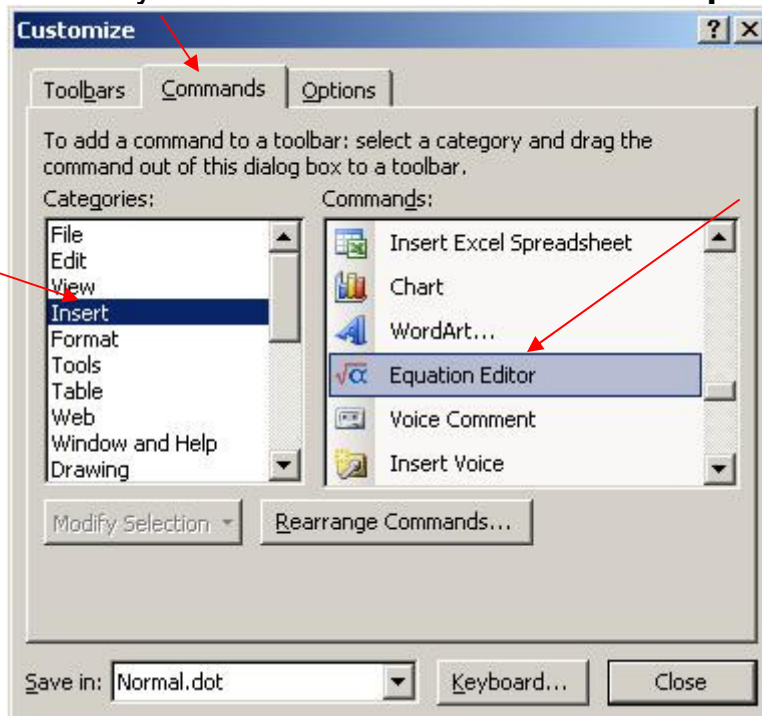 Customize
Toolbars Commands Options
To add a command to a toolbar: select a category and drag the
command out of this dialog box to a toolbar.
Categories: Commands:
File
Edit
View
Insert
Format
Tools
Table
Web
Window and Help
Drawing
Insert Excel Spreadsheet
Chart
WordArt...
Equation Editor
Voice Comment
Insert Voice
Modify Selection Rearrange Commands...
Save in: Normal.dot Keyboard... Close